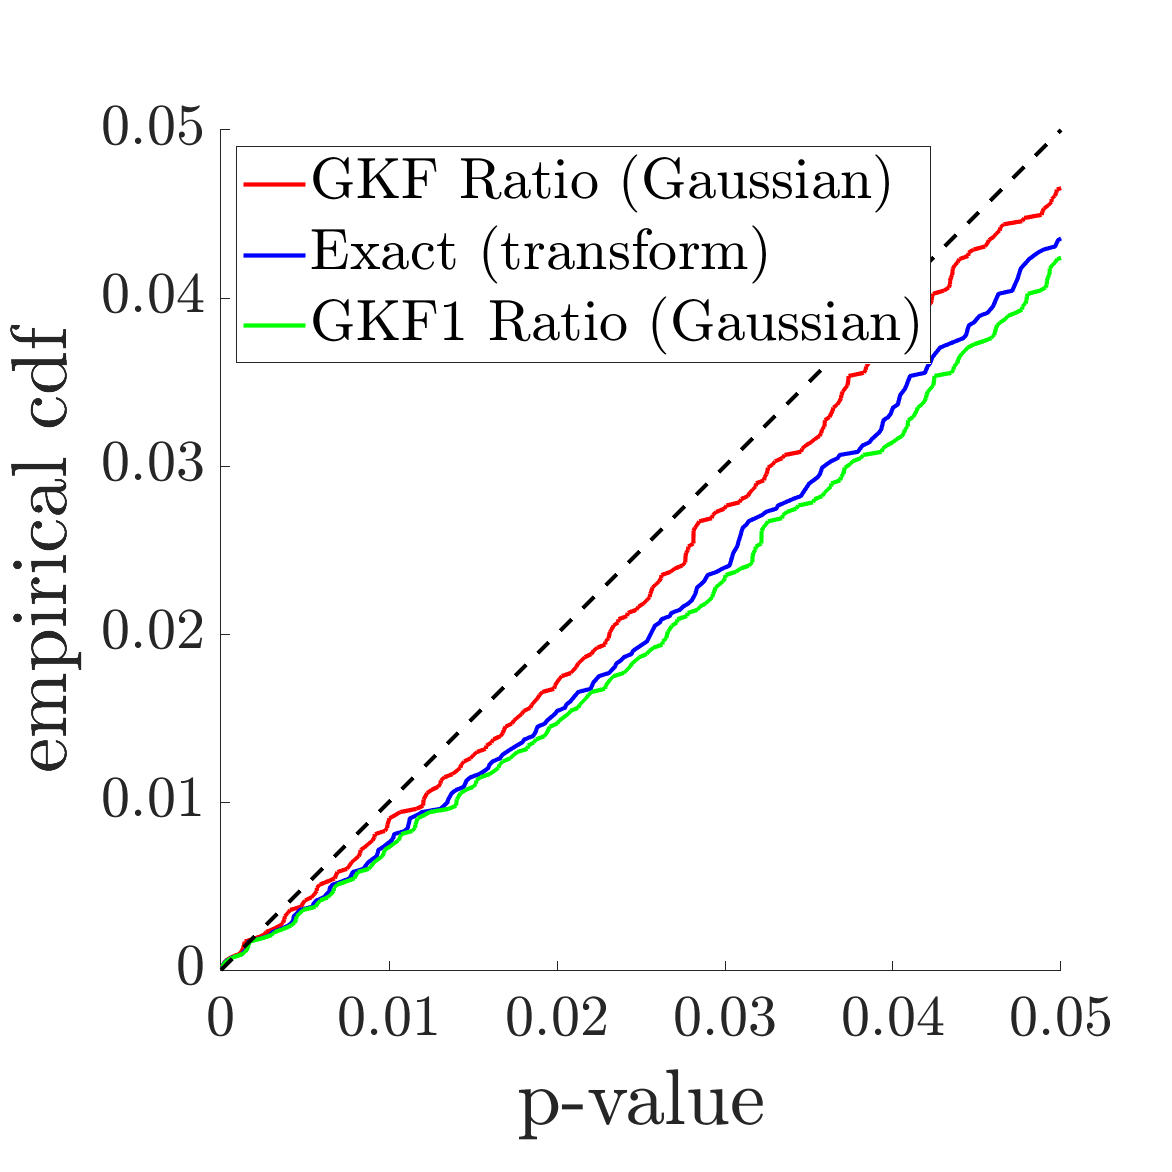 0.05
0.04
0.03
0.02
0.01
0
empirical cdf
GKF Ratio (Gaussian)
Exact (transform)
GKF1 Ratio (Gaussian)
0 0.01 0.02 0.03 0.04 0.05
p-value